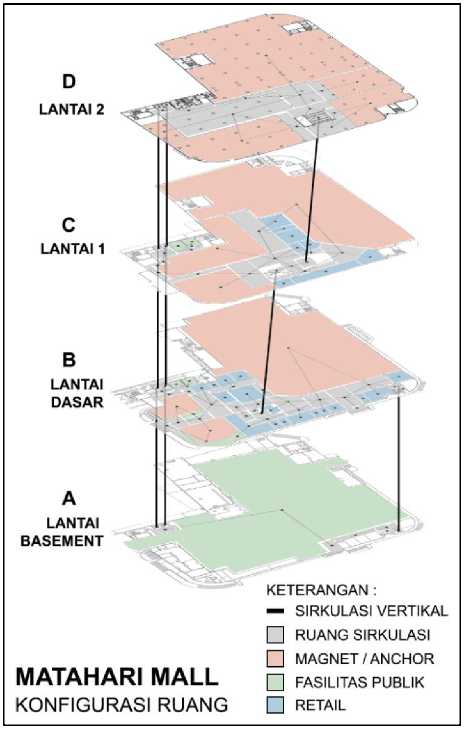 D
LANTAI 2
C
LANTAI 1
B
LANTAI
DASAR
A
LANTAI
BASEMENT
KETERANGAN :
SIRKULASI VERTIKAL
RUANG SIRKULASI
MAGNET / ANCHOR
FASILITAS PUBLIK
RETAIL
MATAHARI MALL
KONFIGURASI RUANG